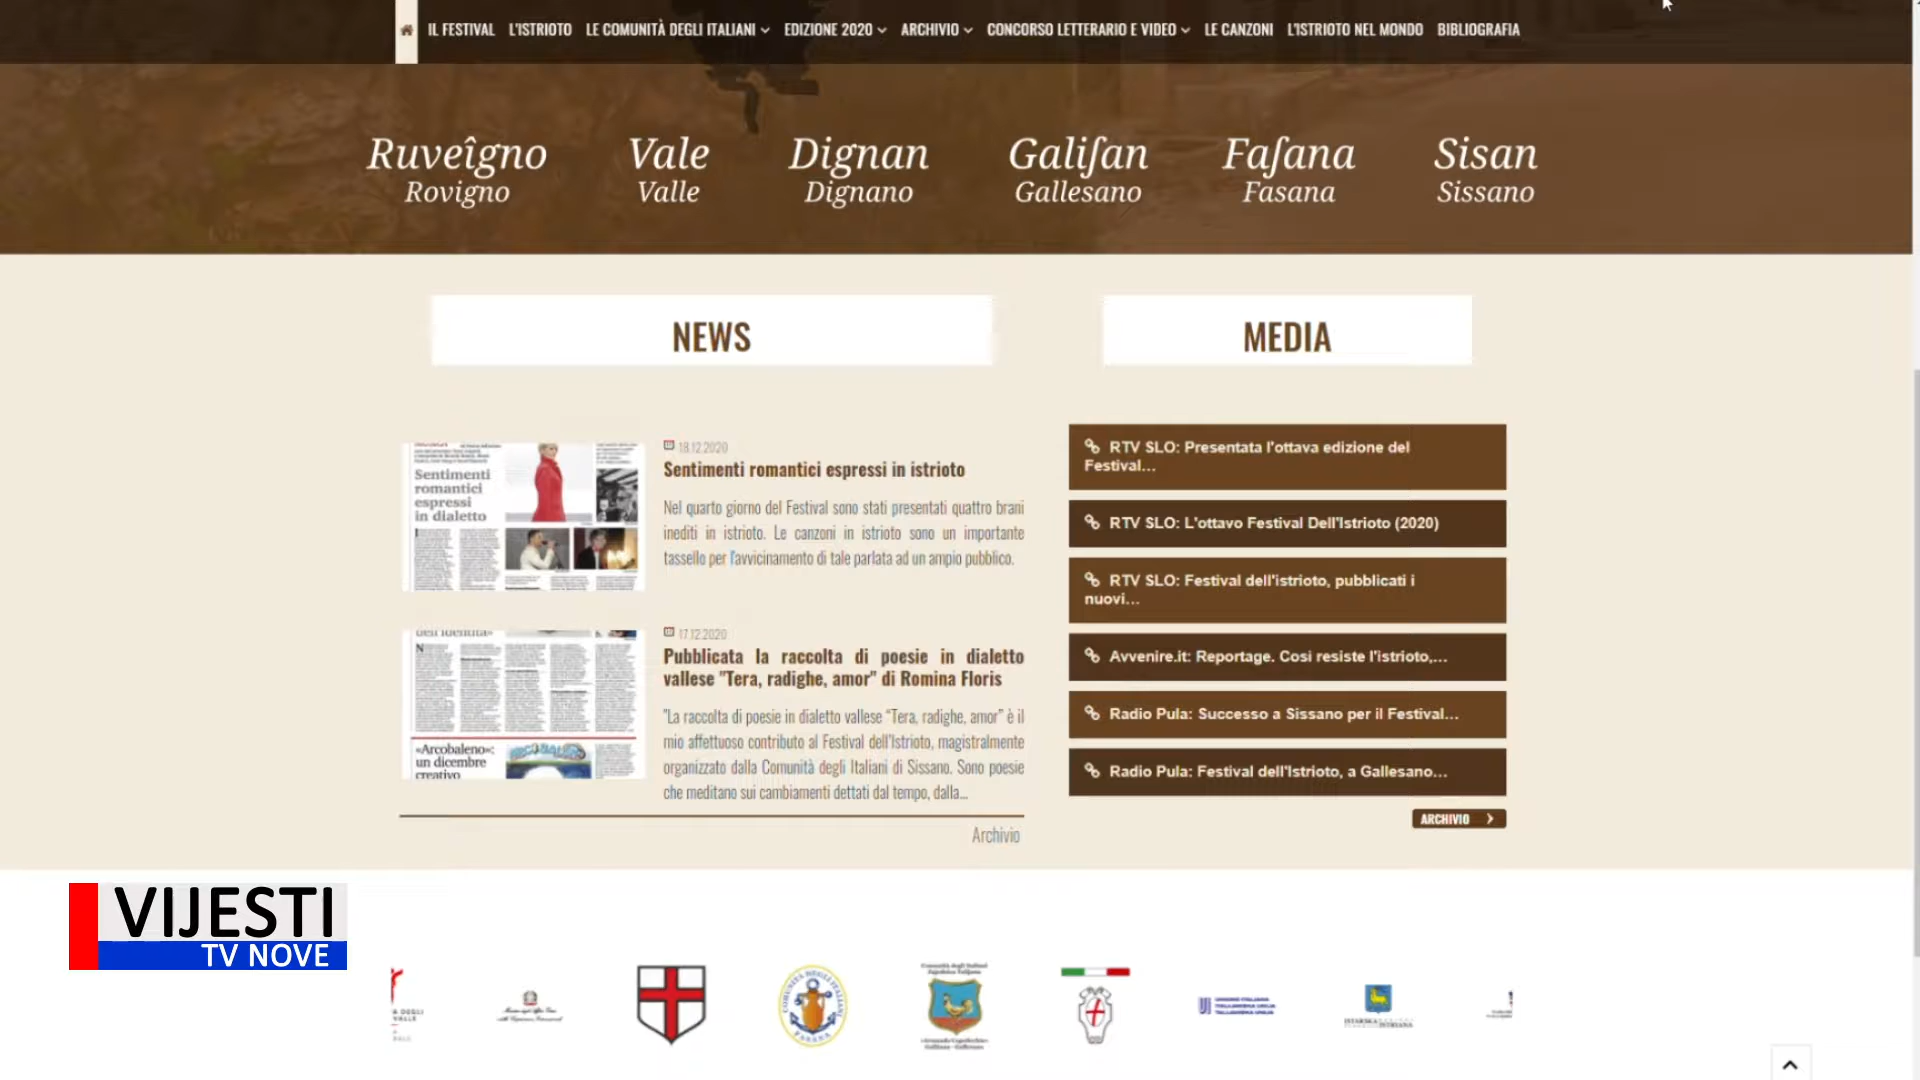 IL FESTIVAL L'ISTRIOTO LE COMUNITÀ DEGLI ITALIANI EDIZIONE 2020 ARCHIVIO CONCORSO LETTERARIO E VIDEO LE CANZONI L'ISTRIOTO NEL MONDO BIBLIOGRAFIA
Ruveîgno Vale Dignan Galiſan Faſana Sisan
Rovigno Valle Dignano Gallesano Fasana Sissano
NEWS
Sentimenti
romantici
espressi
in dialetto
18.12.2020
Sentimenti romantici espressi in istrioto
Nel quarto giorno del Festival sono stati presentati quattro brani
inediti in istrioto. Le canzoni in istrioto sono un importante
tassello per l'avvicinamento di tale parlata ad un ampio pubblico.
dell'identità»
«Arcobaleno»:
un dicembre
creativo
17.12.2020
Pubblicata la raccolta di poesie in dialetto
vallese "Tera, radighe, amor" di Romina Floris
"La raccolta di poesie in dialetto vallese “Tera, radighe, amor” è il
mio affettuoso contributo al Festival dell'Istrioto, magistralmente
organizzato dalla Comunità degli Italiani di Sissano. Sono poesie
che meditano sui cambiamenti dettati dal tempo, dalla...
Archivio
MEDIA
RTV SLO: Presentata l'ottava edizione del
Festival...
RTV SLO: L'ottavo Festival Dell'Istrioto (2020)
RTV SLO: Festival dell'istrioto, pubblicati i
nuovi...
Avvenire.it: Reportage. Così resiste l'istrioto,...
Radio Pula: Successo a Sissano per il Festival...
Radio Pula: Festival dell'Istrioto, a Gallesano...
ARCHIVIO
VIJESTI
TV NOVE